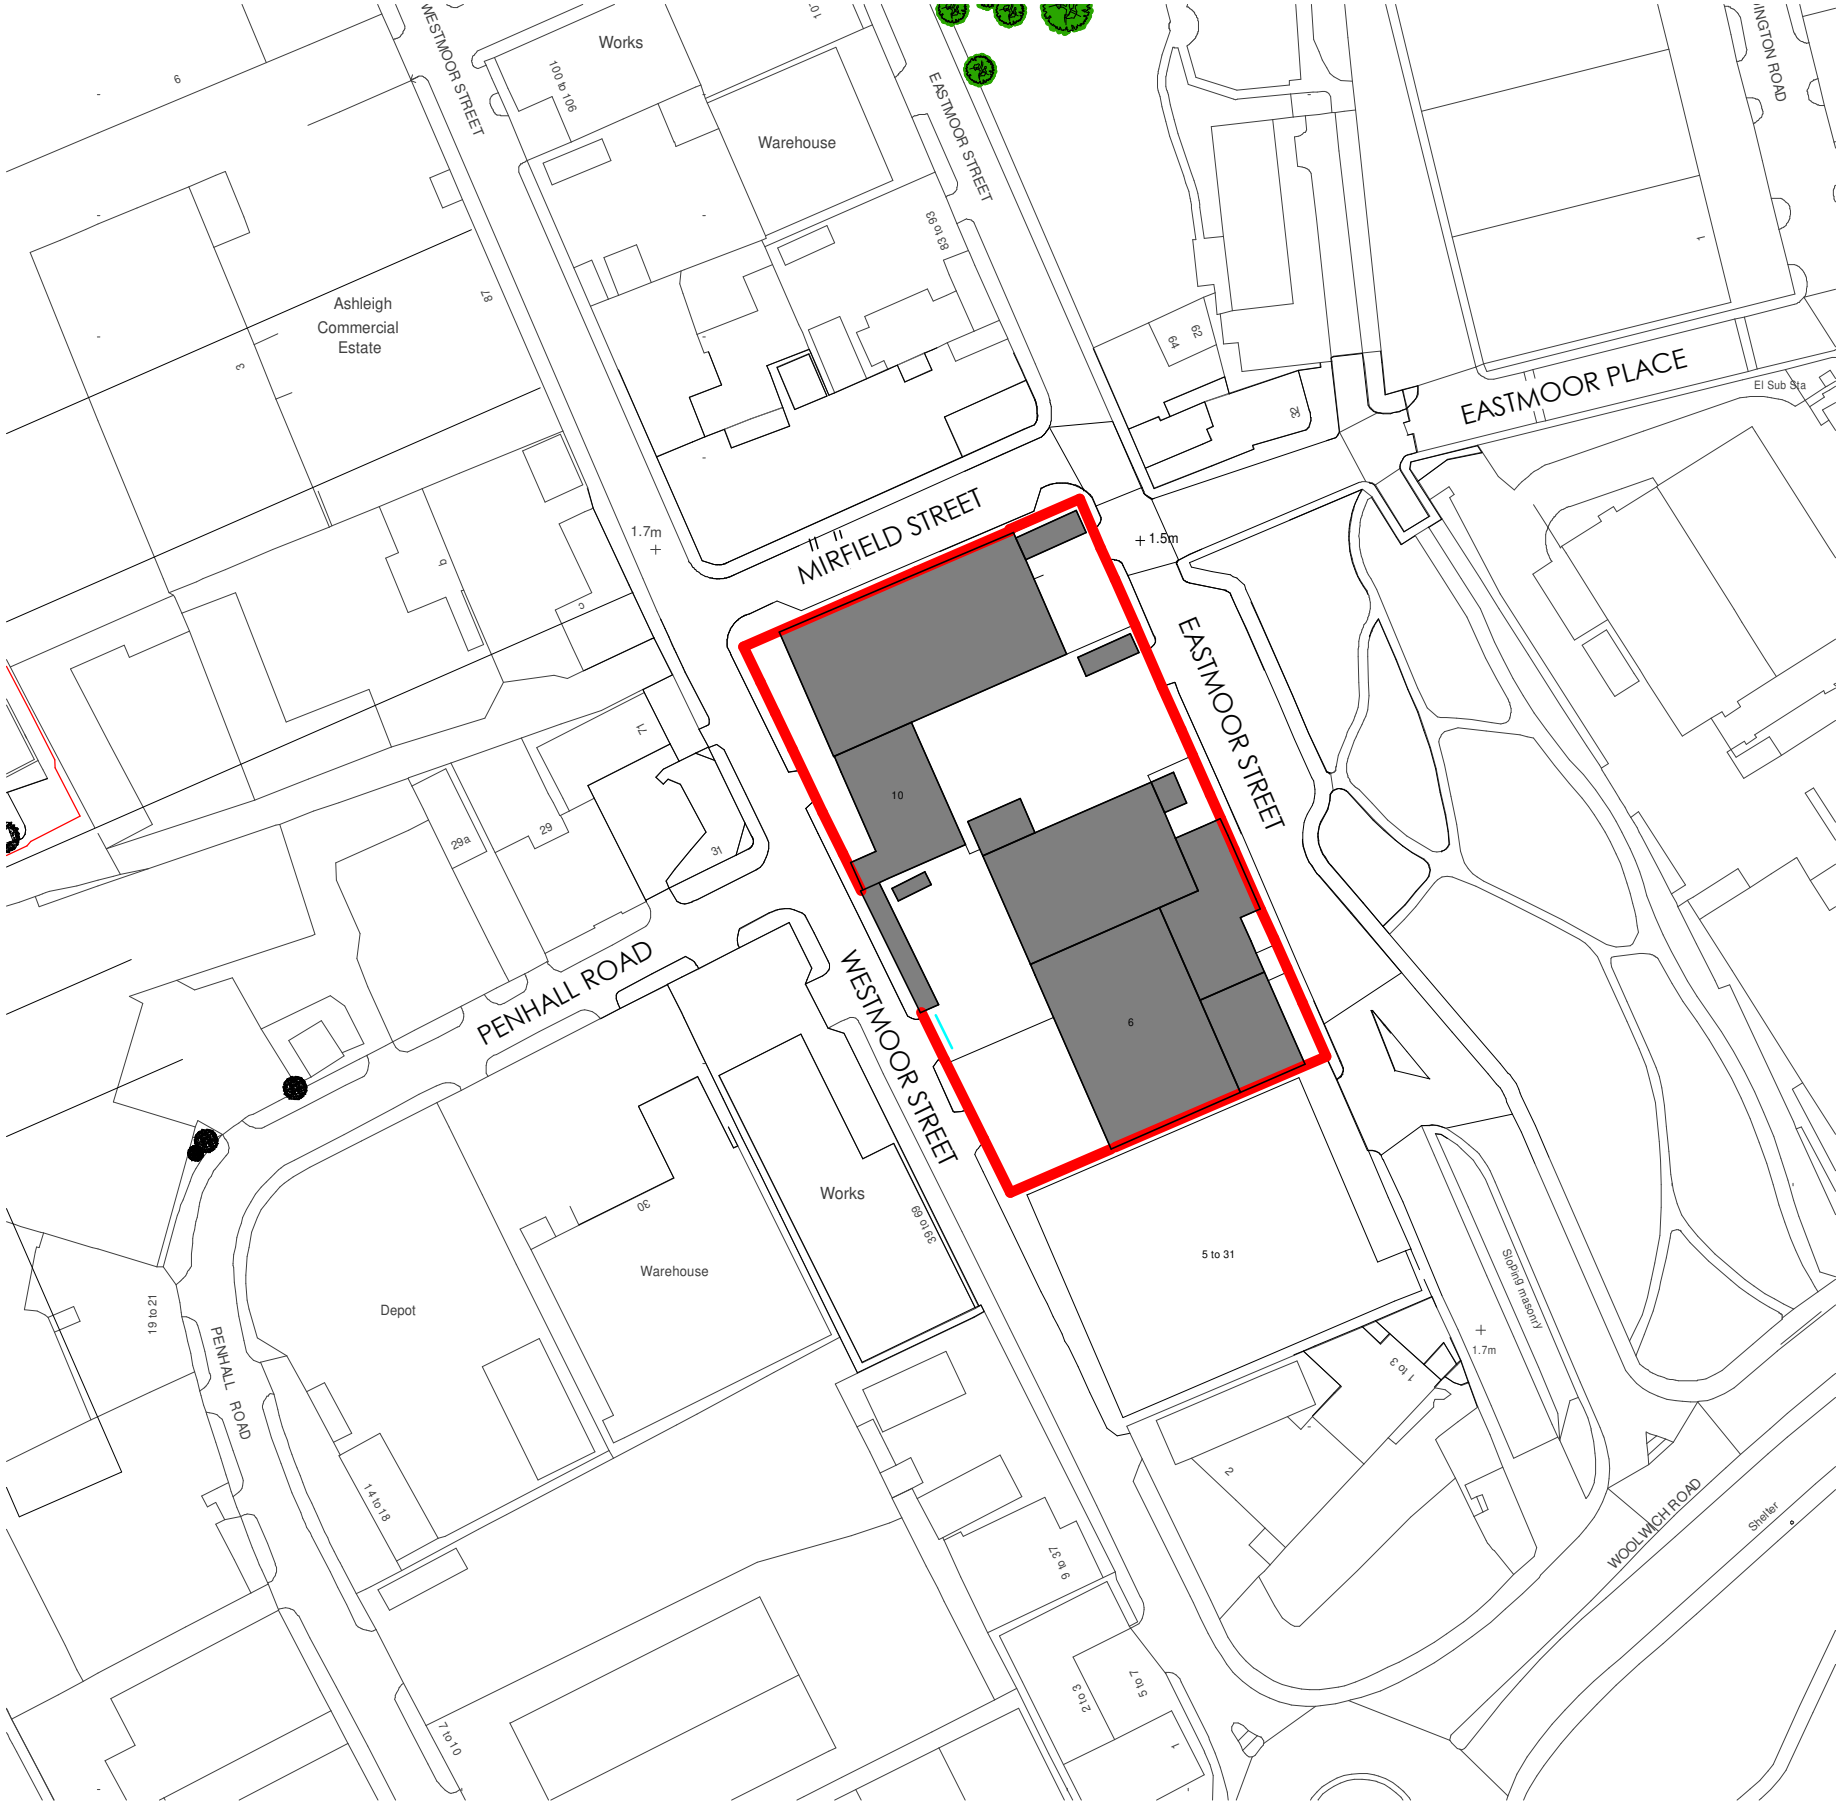 WESTMOOR STREET
Works
100 to 106
Warehouse
EASTMOOR STREET
INGTON ROAD
9
83 to 93
87
Ashleigh
Commercial
Estate
3
1
64
62
32
EASTMOOR PLACE
El Sub Sta
MIRFIELD STREET
1.7m
1.5m
b
c
EASTMOOR STREET
71
10
29a
29
31
PENHALL ROAD
WESTMOOR STREET
6
Works
39 to 69
30
Warehouse
Depot
19 to 21
PENHALL ROAD
5 to 31
Sloping masonry
1.7m
1 to 3
2
14 to 18
WOOLWICH ROAD
Shelter
9 to 37
5 to 7
2 to 3
1
7 to 10